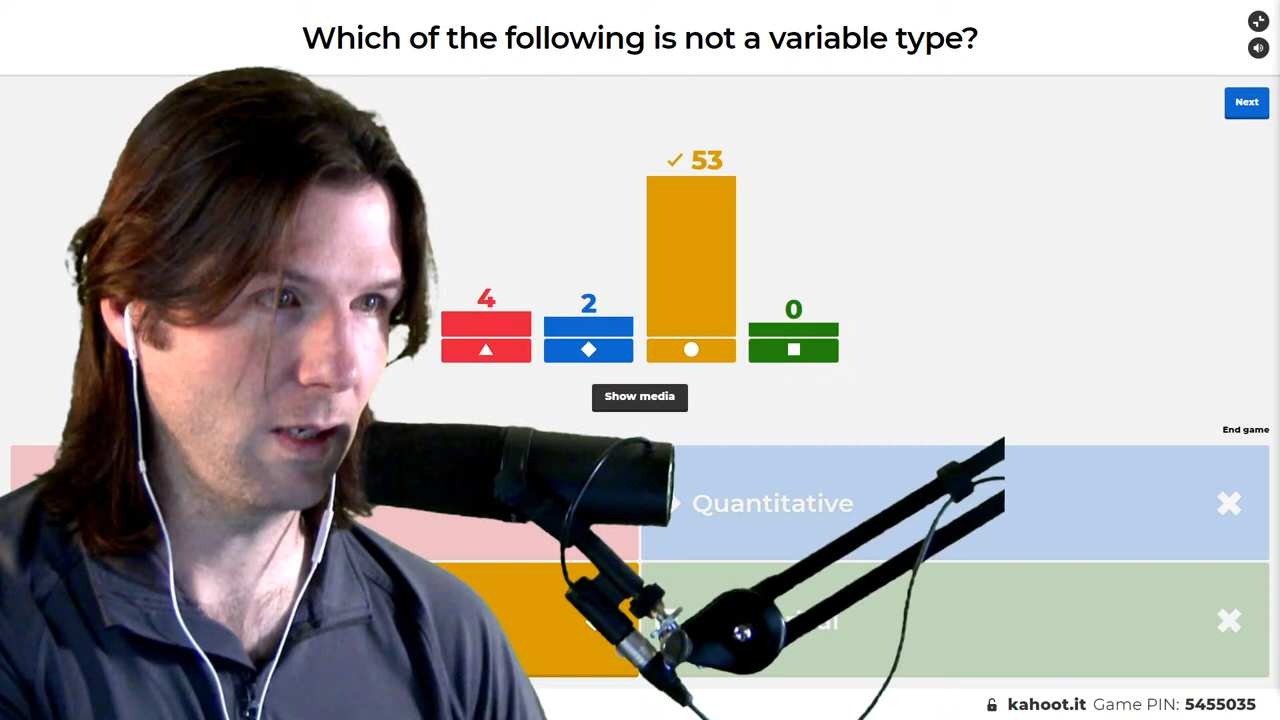 Which of the following is not a variable type?
Next
53
4
2
0
Show media
End game
Quantitative
kahoot.it Game PIN: 5455035